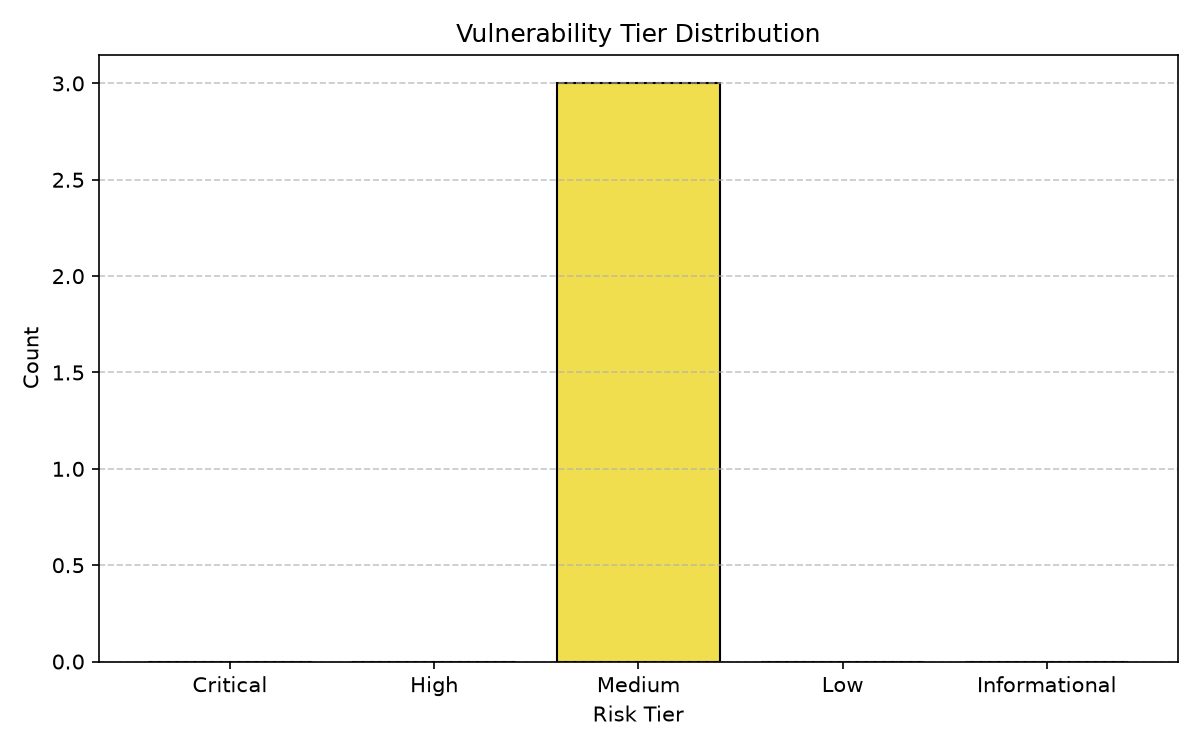 Vulnerability Tier Distribution
3.0
2.5
2.0
1.5
1.0
0.5
0.0
Count
Critical High Medium Low Informational
Risk Tier